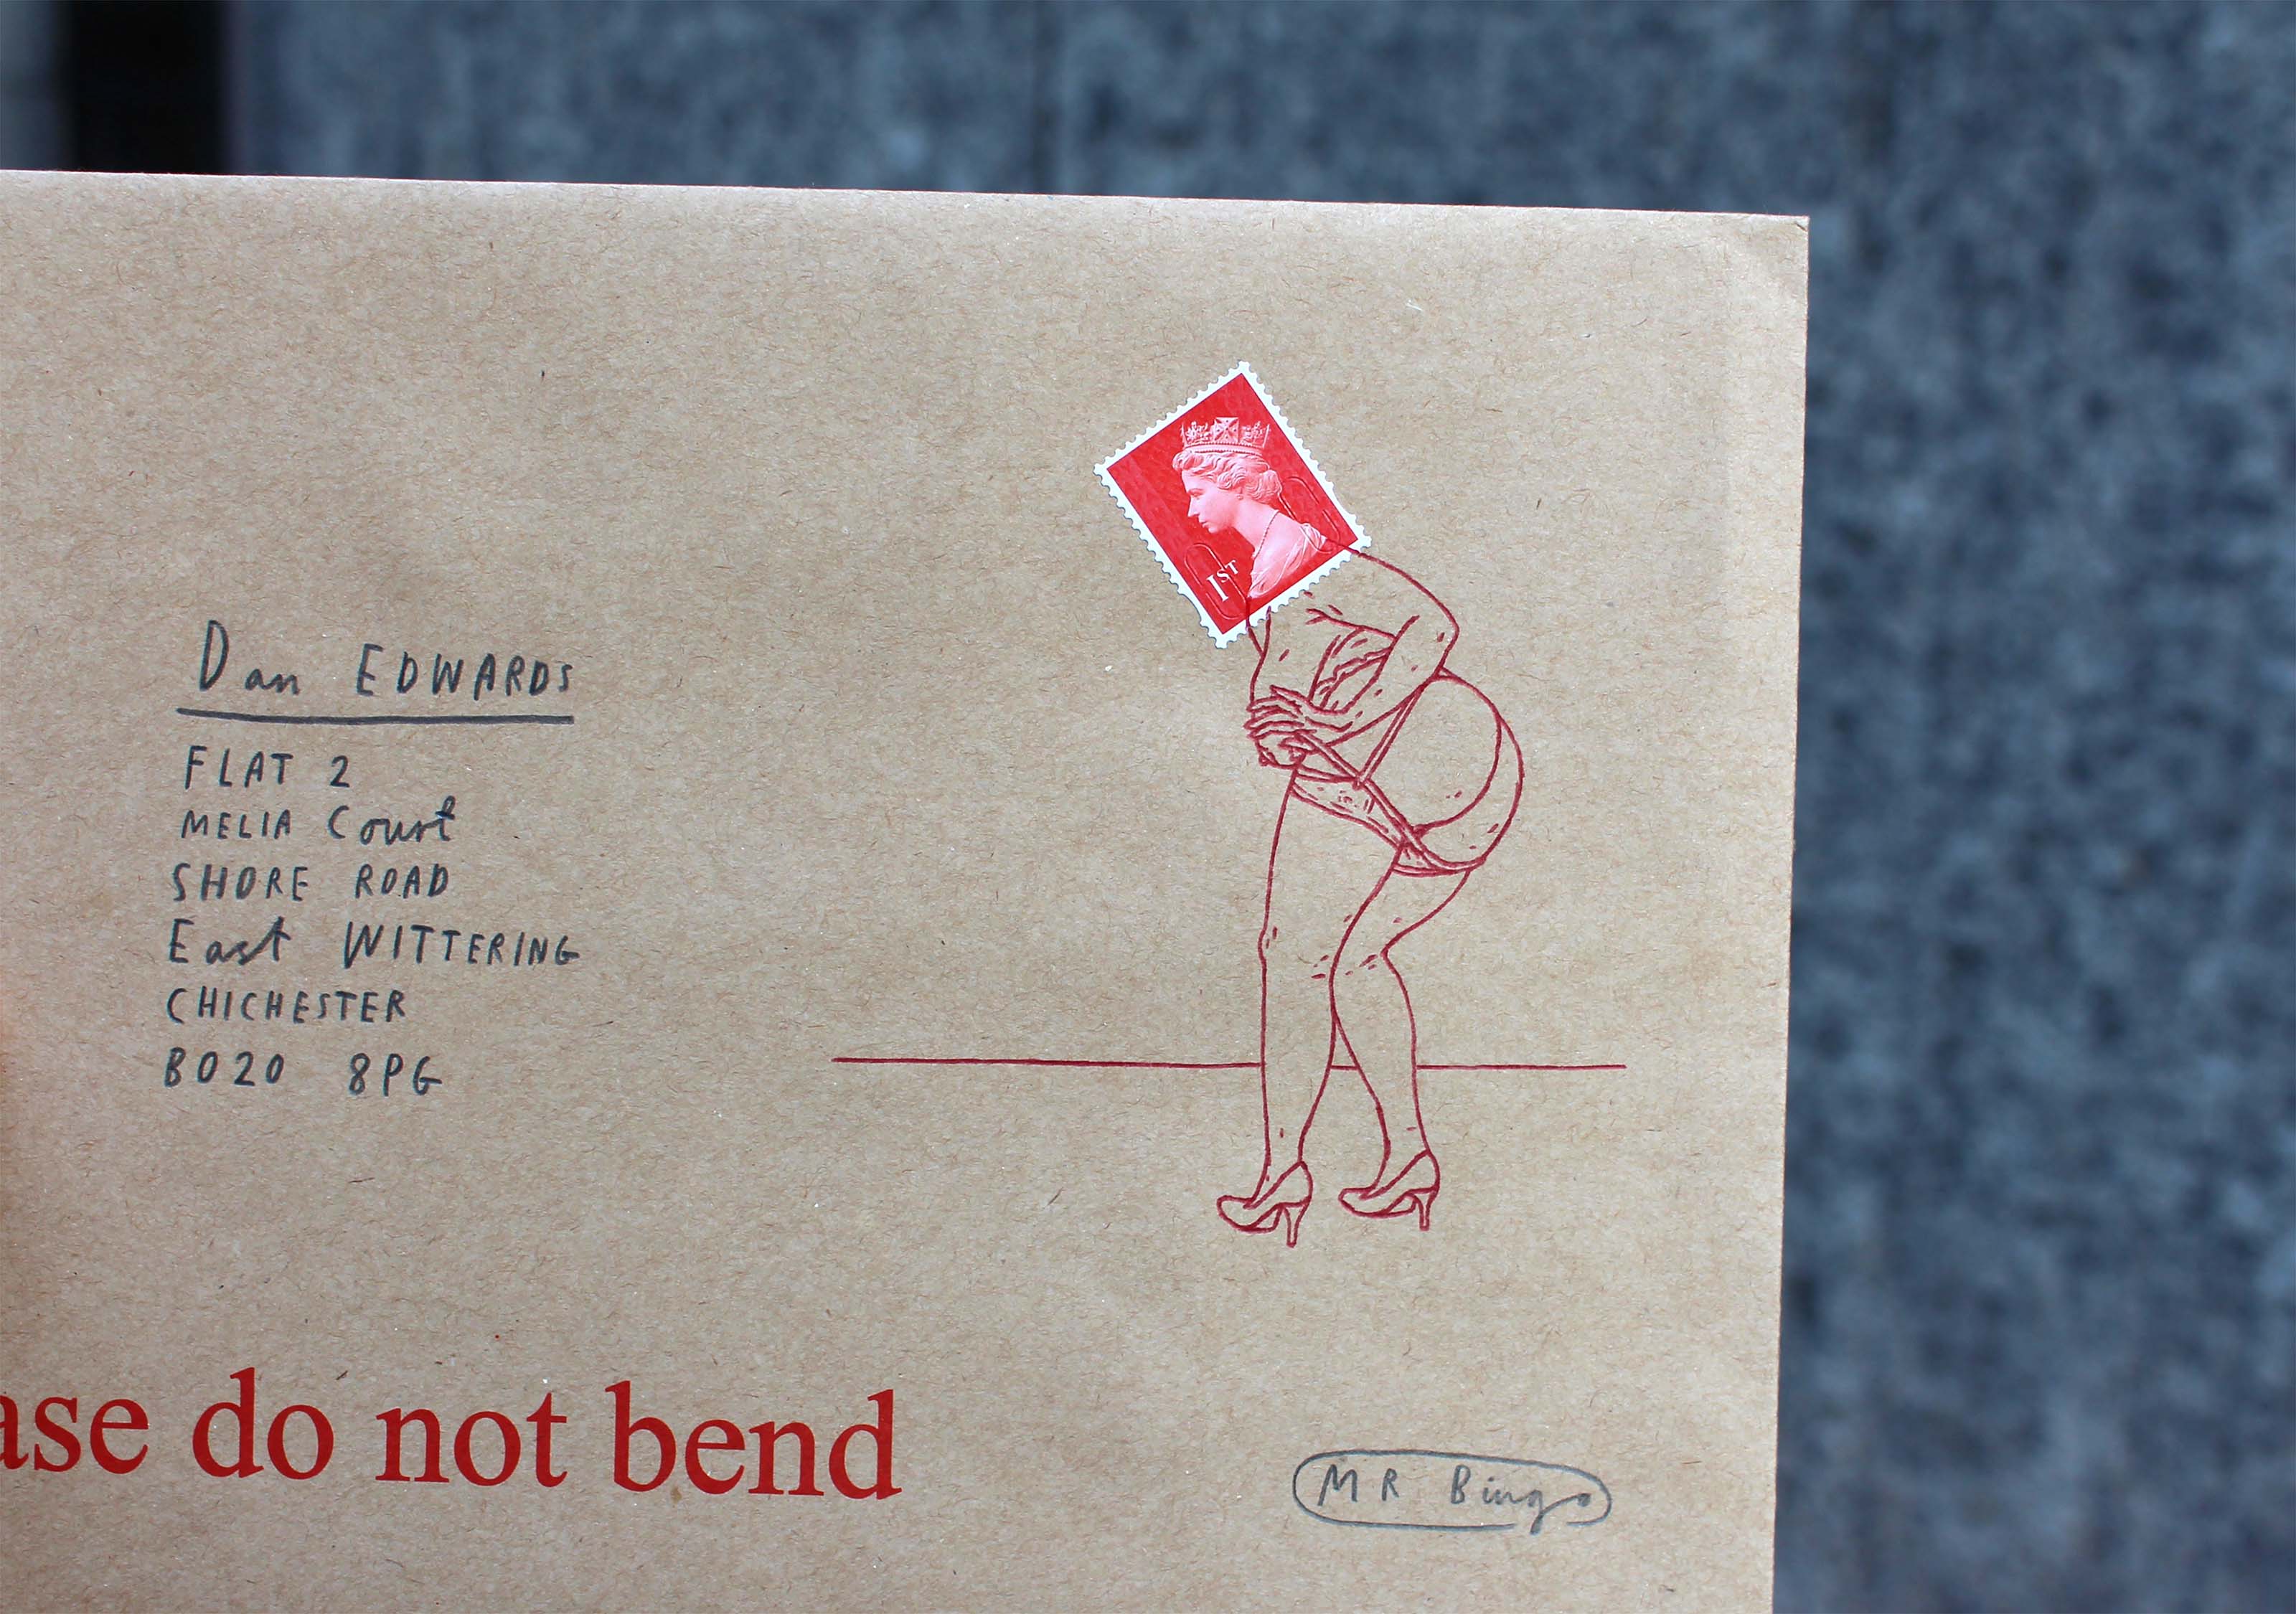 1ST
Dan EDWARDS
FLAT 2
MELIA Court
SHORE ROAD
East WITTERING
CHICHESTER
BO20 8PG
ase do not bend
MR Bingo